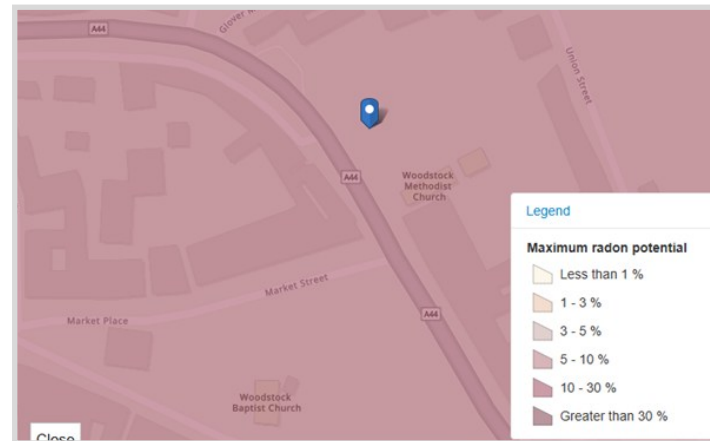 A44
Glover
Union Street
A44
Woodstock
Methodist
Church
Market Street
A44
Market Place
Woodstock
Baptist Church
Close
Legend
Maximum radon potential
Less than 1 %
1 - 3 %
3 - 5 %
5 - 10 %
10 - 30 %
Greater than 30 %